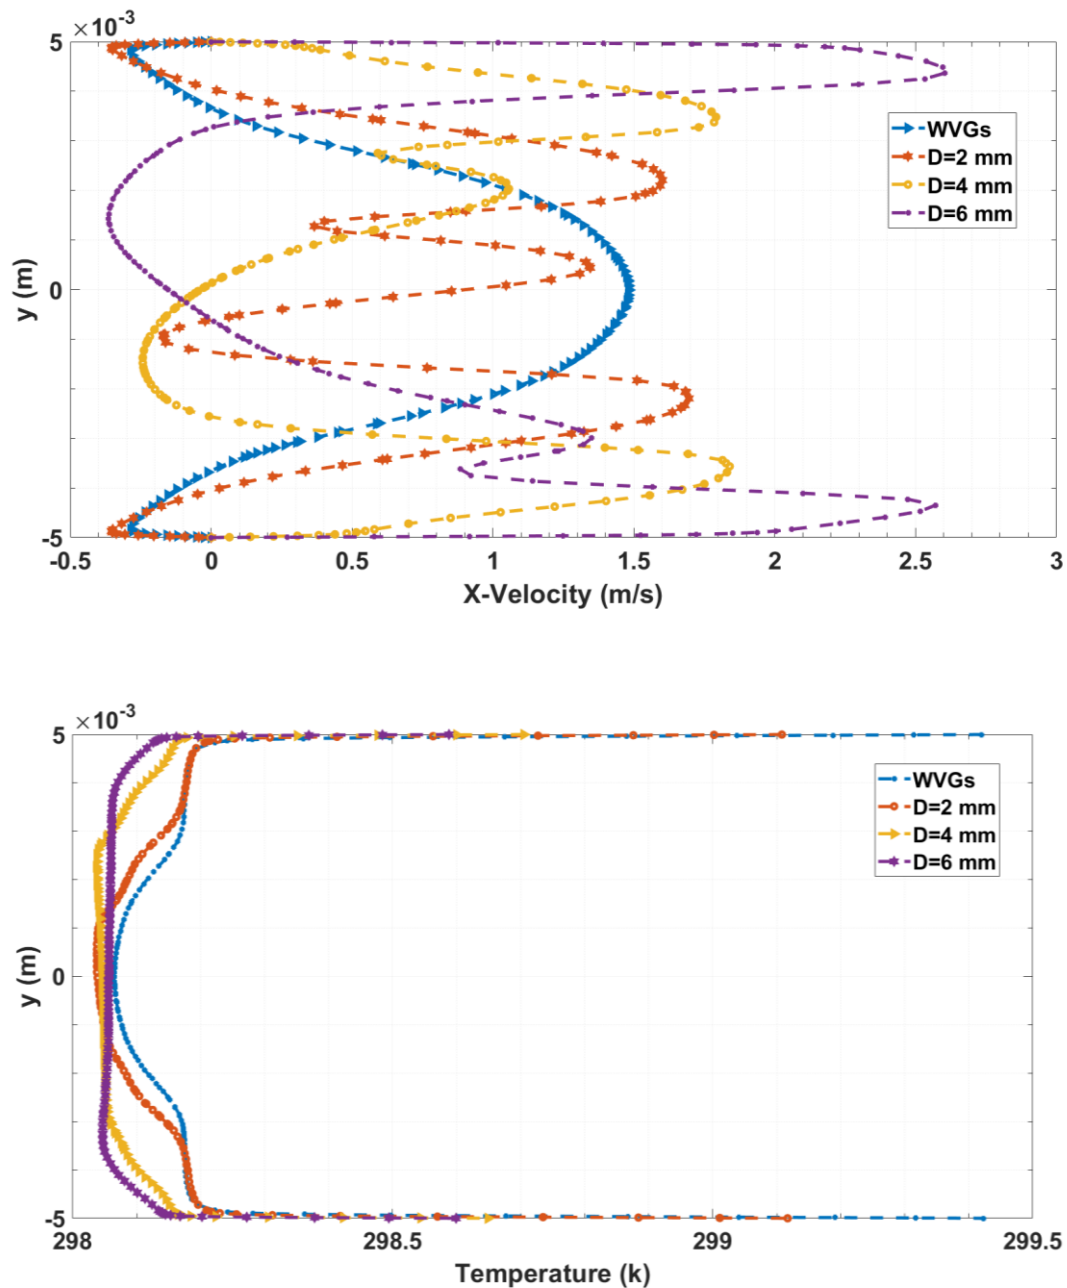 ×10⁻³
5
0
-5
y (m)
-0.5 0 0.5 1 1.5 2 2.5 3
X-Velocity (m/s)
WVGs
D=2 mm
D=4 mm
D=6 mm
×10⁻³
5
0
-5
y (m)
298 298.5 299 299.5
Temperature (k)
WVGs
D=2 mm
D=4 mm
D=6 mm